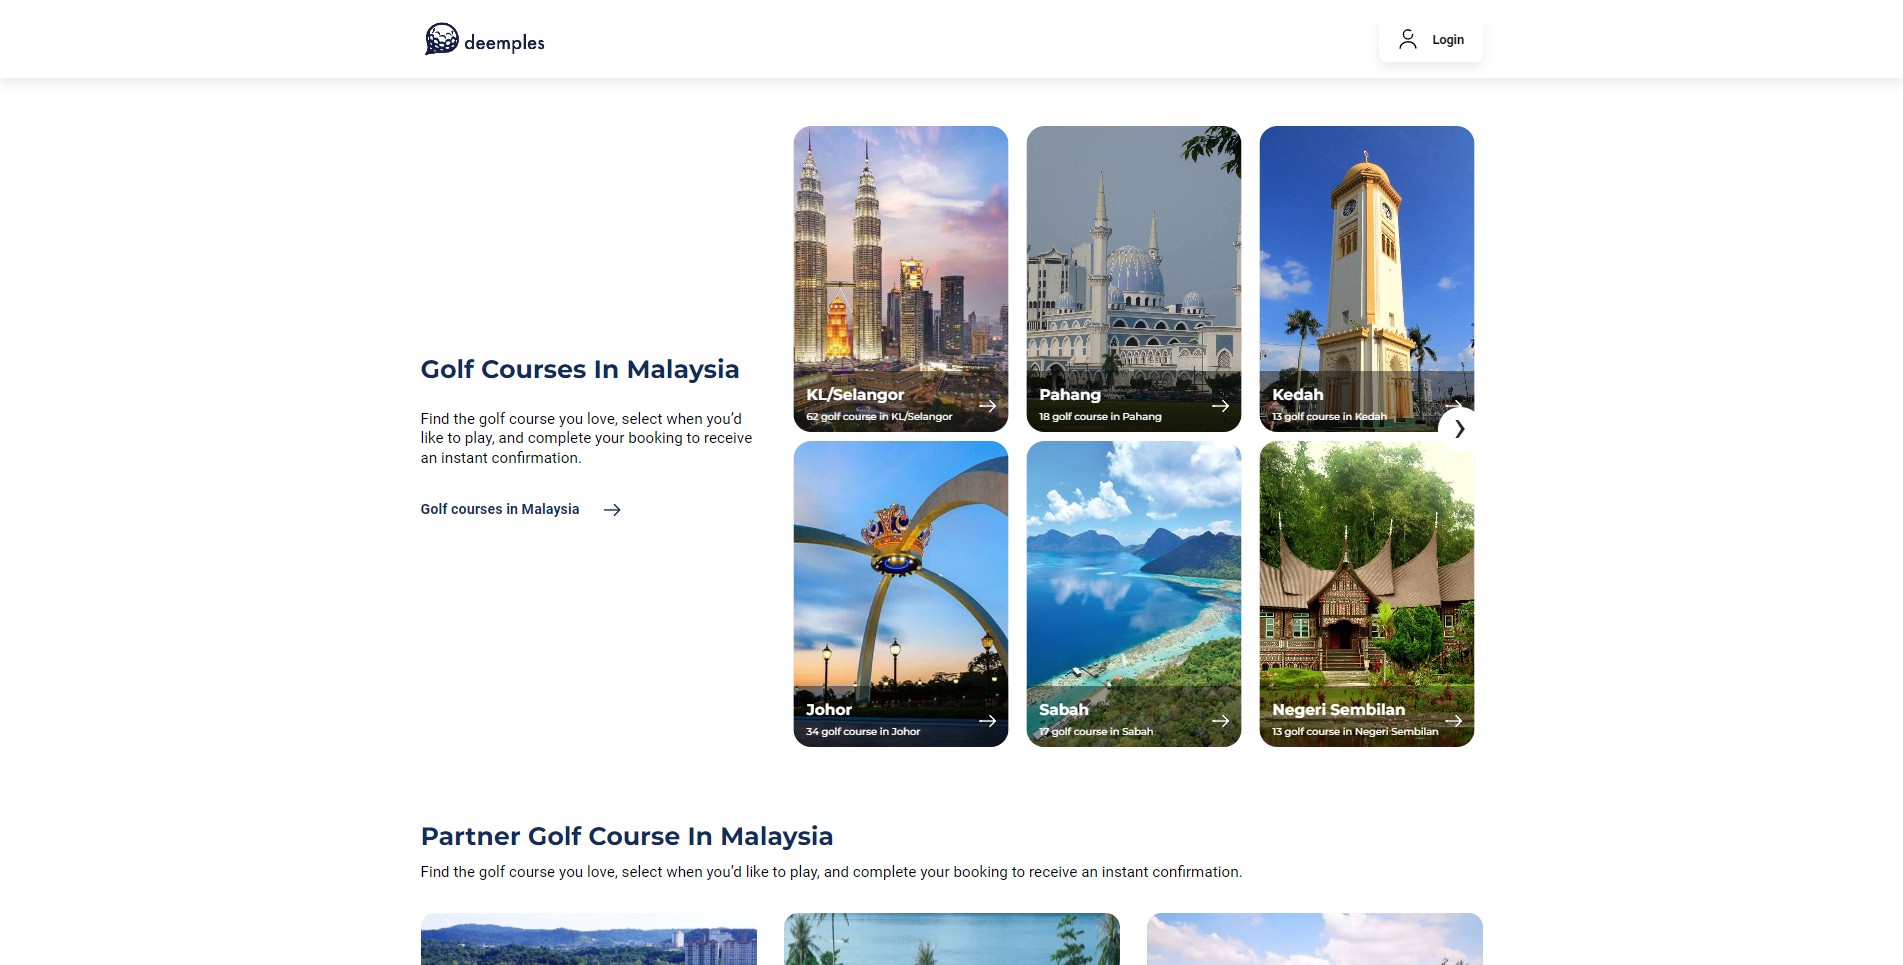 deemples
Login
Golf Courses In Malaysia
Find the golf course you love, select when you’d
like to play, and complete your booking to receive
an instant confirmation.
Golf courses in Malaysia
KL/Selangor
62 golf course in KL/Selangor
Pahang
18 golf course in Pahang
Kedah
13 golf course in Kedah
Johor
34 golf course in Johor
Sabah
17 golf course in Sabah
Negeri Sembilan
13 golf course in Negeri Sembilan
Partner Golf Course In Malaysia
Find the golf course you love, select when you’d like to play, and complete your booking to receive an instant confirmation.